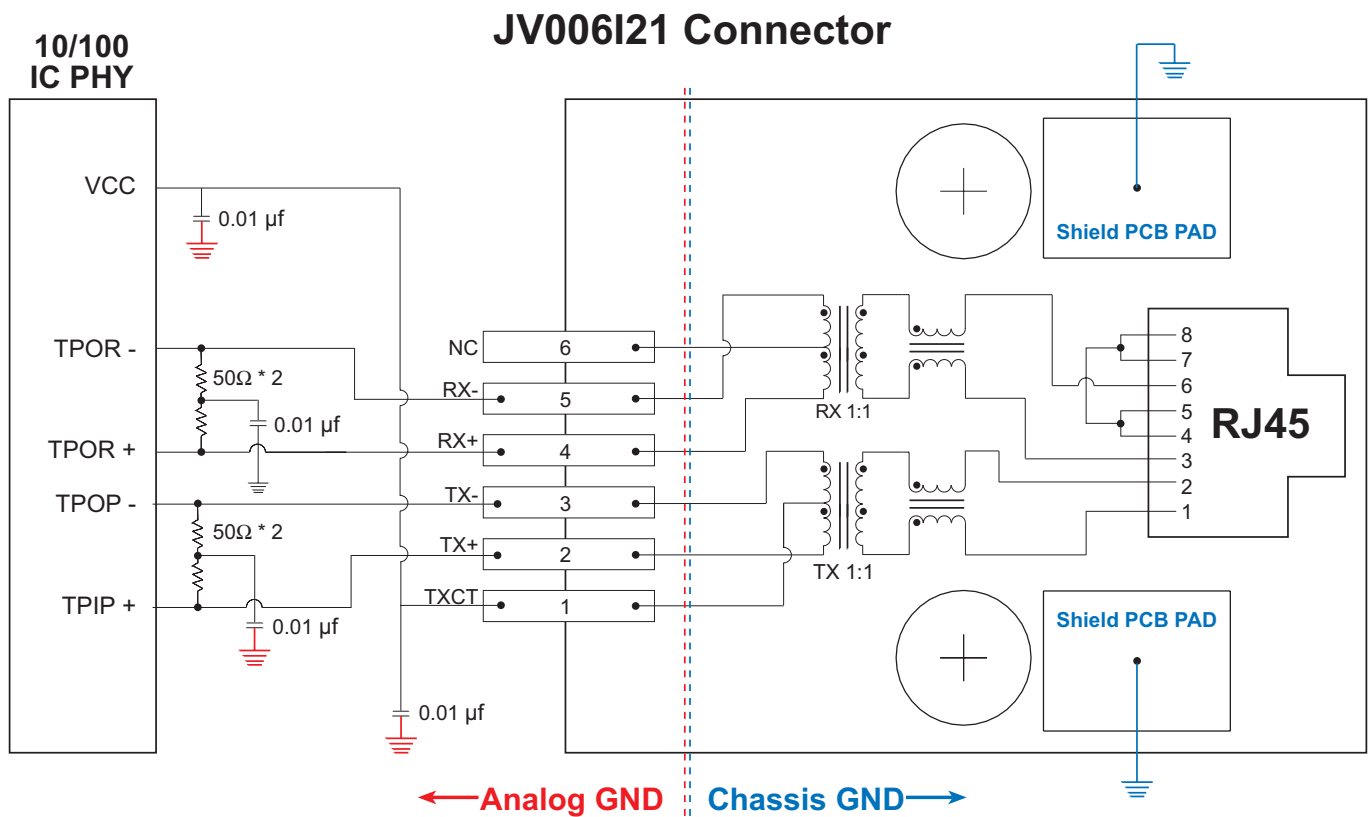 JV006I21 Connector
10/100
IC PHY
VCC
0.01 µf
Shield PCB PAD
TPOR -
50Ω * 2
0.01 µf
TPOR +
TPOP -
50Ω * 2
TPIP +
0.01 µf
0.01 µf
NC
6
RX-
5
RX+
4
TX-
3
TX+
2
TXCT
1
RX 1:1
TX 1:1
8
7
6
5
4
3
2
1
RJ45
Shield PCB PAD
Analog GND
Chassis GND